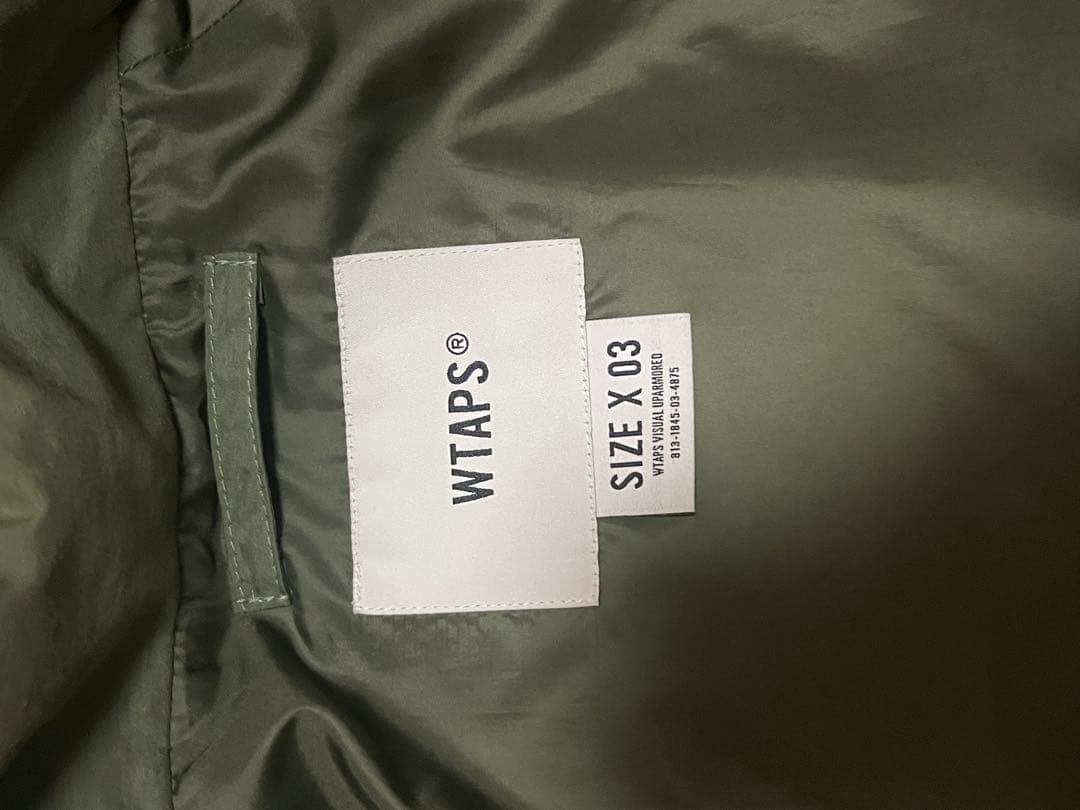 WTAPS®
SIZE X 03
WTAPS VISUAL UPARMORED
813-1845-03-4875